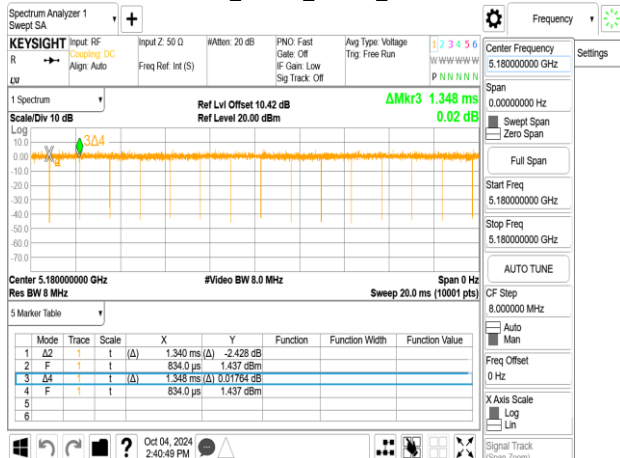 Spectrum Analyzer 1
Swept SA
+
Frequency
KEYSIGHT
Input: RF
Input Z: 50 Ω
#Atten: 20 dB
PNO: Fast
Avg Type: Voltage
1 2 3 4 5 6
R
Coupling: DC
Gate: Off
Trig: Free Run
Align: Auto
Freq Ref: Int (S)
IF Gain: Low
W W W W W W
Sig Track: Off
P N N N N N
1 Spectrum
Ref Lvl Offset 10.42 dB
ΔMkr3 1.348 ms
Scale/Div 10 dB
Ref Level 20.00 dBm
0.02 dB
Log
10.0
3Δ4
0.00
-10.0
-20.0
-30.0
-40.0
-50.0
-60.0
-70.0
Center 5.180000000 GHz
#Video BW 8.0 MHz
Span 0 Hz
Res BW 8 MHz
Sweep 20.0 ms (10001 pts)
5 Marker Table
Mode Trace Scale X Y Function Function Width Function Value
1 Δ2 1 t (Δ) 1.340 ms (Δ) -2.428 dB
2 F 1 t 834.0 µs 1.437 dBm
3 Δ4 1 t (Δ) 1.348 ms (Δ) 0.01764 dB
4 F 1 t 834.0 µs 1.437 dBm
5
6
?
Oct 04, 2024
2:40:49 PM
Center Frequency
5.180000000 GHz
Settings
Span
0.00000000 Hz
Swept Span
Zero Span
Full Span
Start Freq
5.180000000 GHz
Stop Freq
5.180000000 GHz
AUTO TUNE
CF Step
8.000000 MHz
Auto
Man
Freq Offset
0 Hz
X Axis Scale
Log
Lin
Signal Track
(Span Zoom)